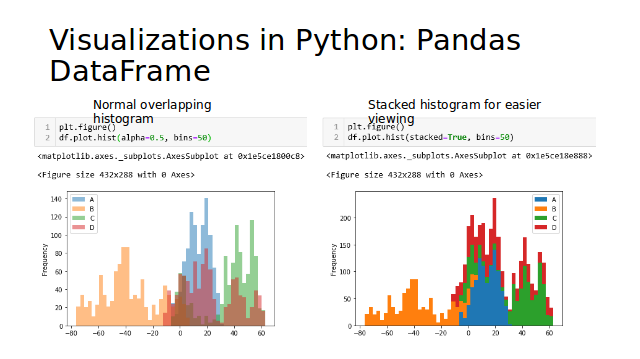 Visualizations in Python: Pandas
DataFrame
Normal overlapping
histogram
1 plt.figure()
2 df.plot.hist(alpha=0.5, bins=50)
<matplotlib.axes._subplots.AxesSubplot at 0x1e5ce1800c8>
<Figure size 432x288 with 0 Axes>
A
B
C
D
Frequency
140
120
100
80
60
40
20
0
−80 −60 −40 −20 0 20 40 60
Stacked histogram for easier
viewing
1 plt.figure()
2 df.plot.hist(stacked=True, bins=50)
<matplotlib.axes._subplots.AxesSubplot at 0x1e5ce18e888>
<Figure size 432x288 with 0 Axes>
A
B
C
D
Frequency
200
150
100
50
0
−80 −60 −40 −20 0 20 40 60